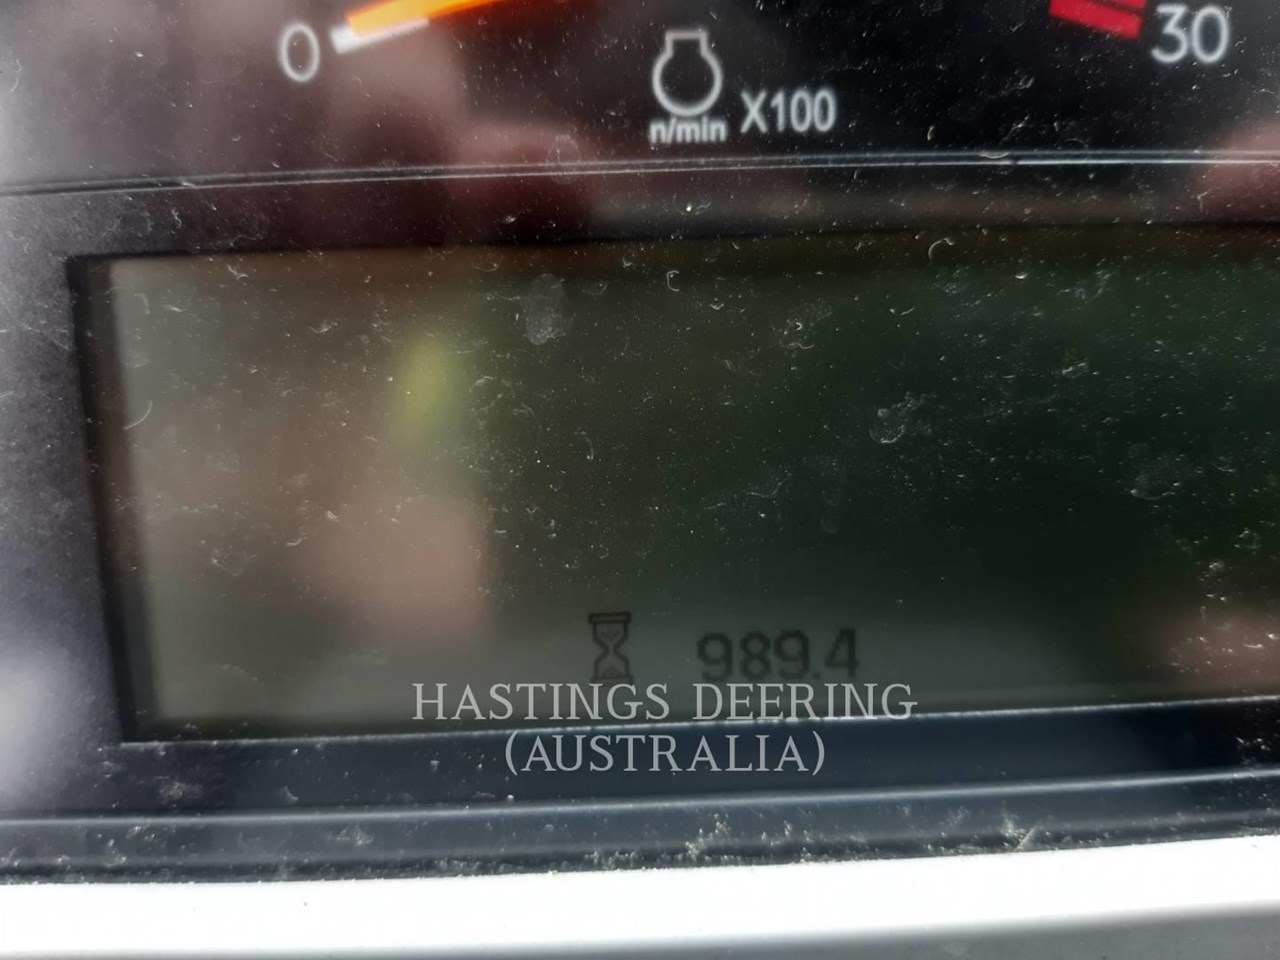 0
30
n/min X100
989.4
HASTINGS DEERING
(AUSTRALIA)